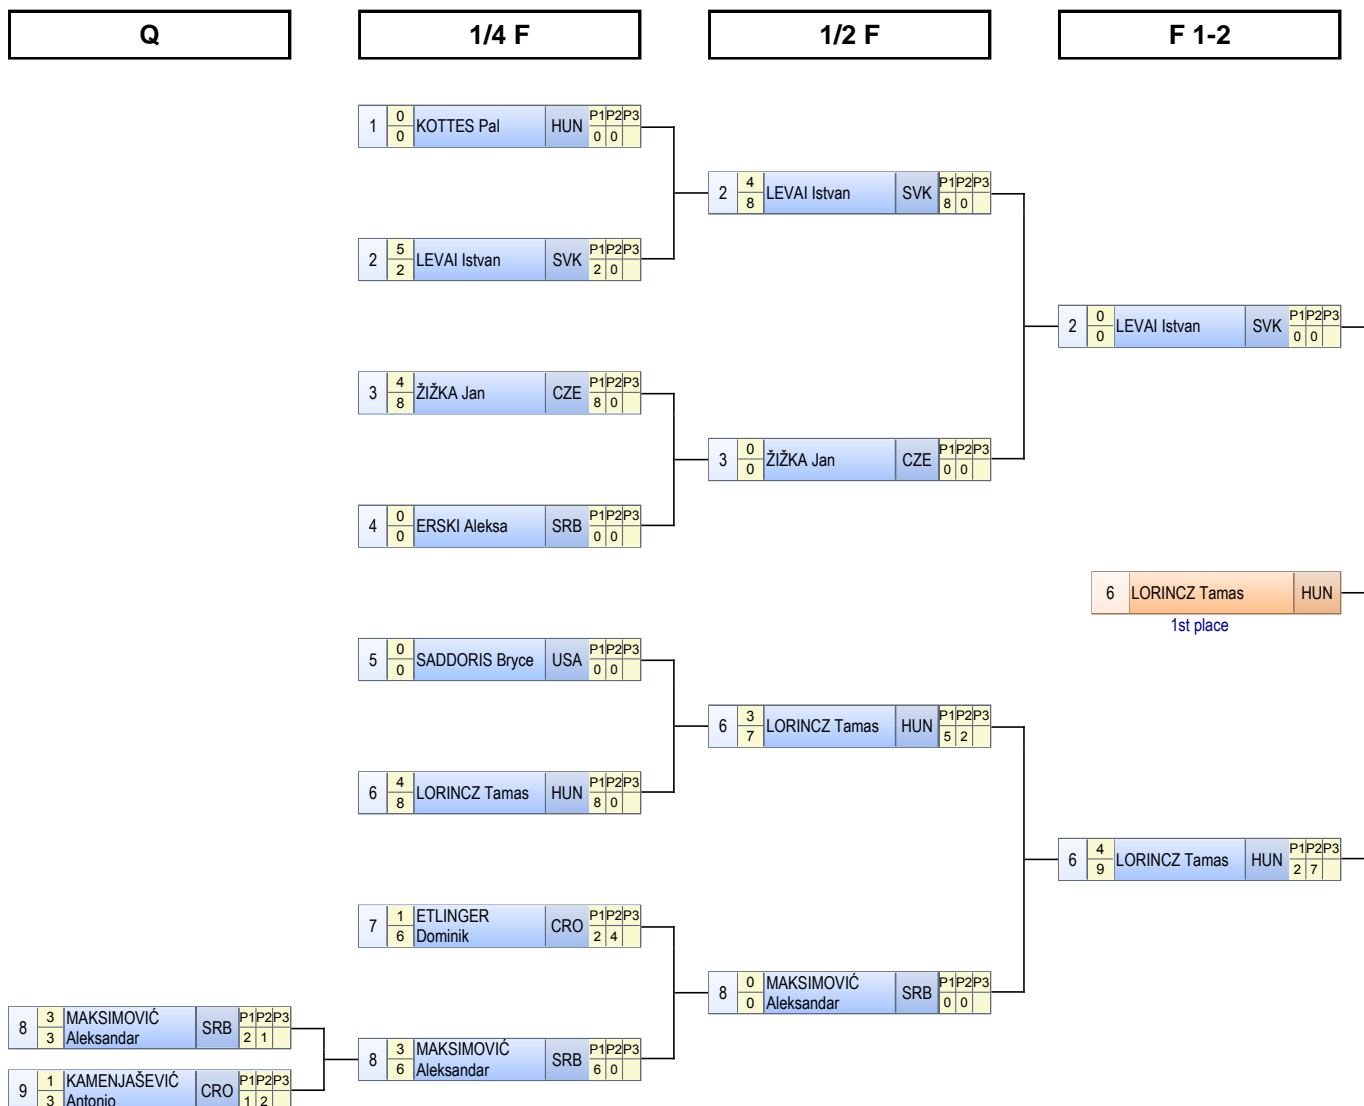 Q
1/4 F
1/2 F
F 1-2
1 0 KOTTES Pal HUN P1 P2 P3
0 0 0
2 4 LEVAI Istvan SVK P1 P2 P3
8 8 0
2 5 LEVAI Istvan SVK P1 P2 P3
2 2 0
2 0 LEVAI Istvan SVK P1 P2 P3
0 0 0
3 4 ŽIŽKA Jan CZE P1 P2 P3
8 8 0
3 0 ŽIŽKA Jan CZE P1 P2 P3
0 0 0
4 0 ERSKI Aleksa SRB P1 P2 P3
0 0 0
6 LORINCZ Tamas HUN
1st place
5 0 SADDORIS Bryce USA P1 P2 P3
0 0 0
6 3 LORINCZ Tamas HUN P1 P2 P3
7 5 2
6 4 LORINCZ Tamas HUN P1 P2 P3
8 8 0
6 4 LORINCZ Tamas HUN P1 P2 P3
9 2 7
7 1 ETLINGER CRO P1 P2 P3
6 Dominik 2 4
8 0 MAKSIMOVIĆ SRB P1 P2 P3
0 Aleksandar 0 0
8 3 MAKSIMOVIĆ SRB P1 P2 P3
3 Aleksandar 2 1
8 3 MAKSIMOVIĆ SRB P1 P2 P3
6 Aleksandar 6 0
9 1 KAMENJAŠEVIĆ CRO P1 P2 P3
3 Antonio 1 2